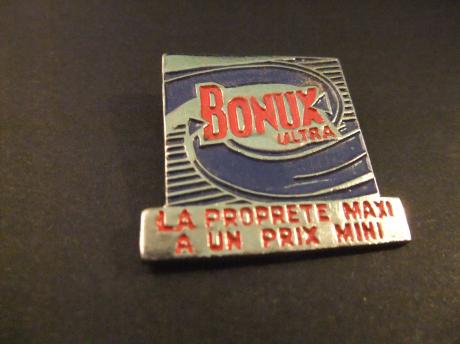 BONUX
ULTRA
LA PROPRETE MAXI
A UN PRIX MINI